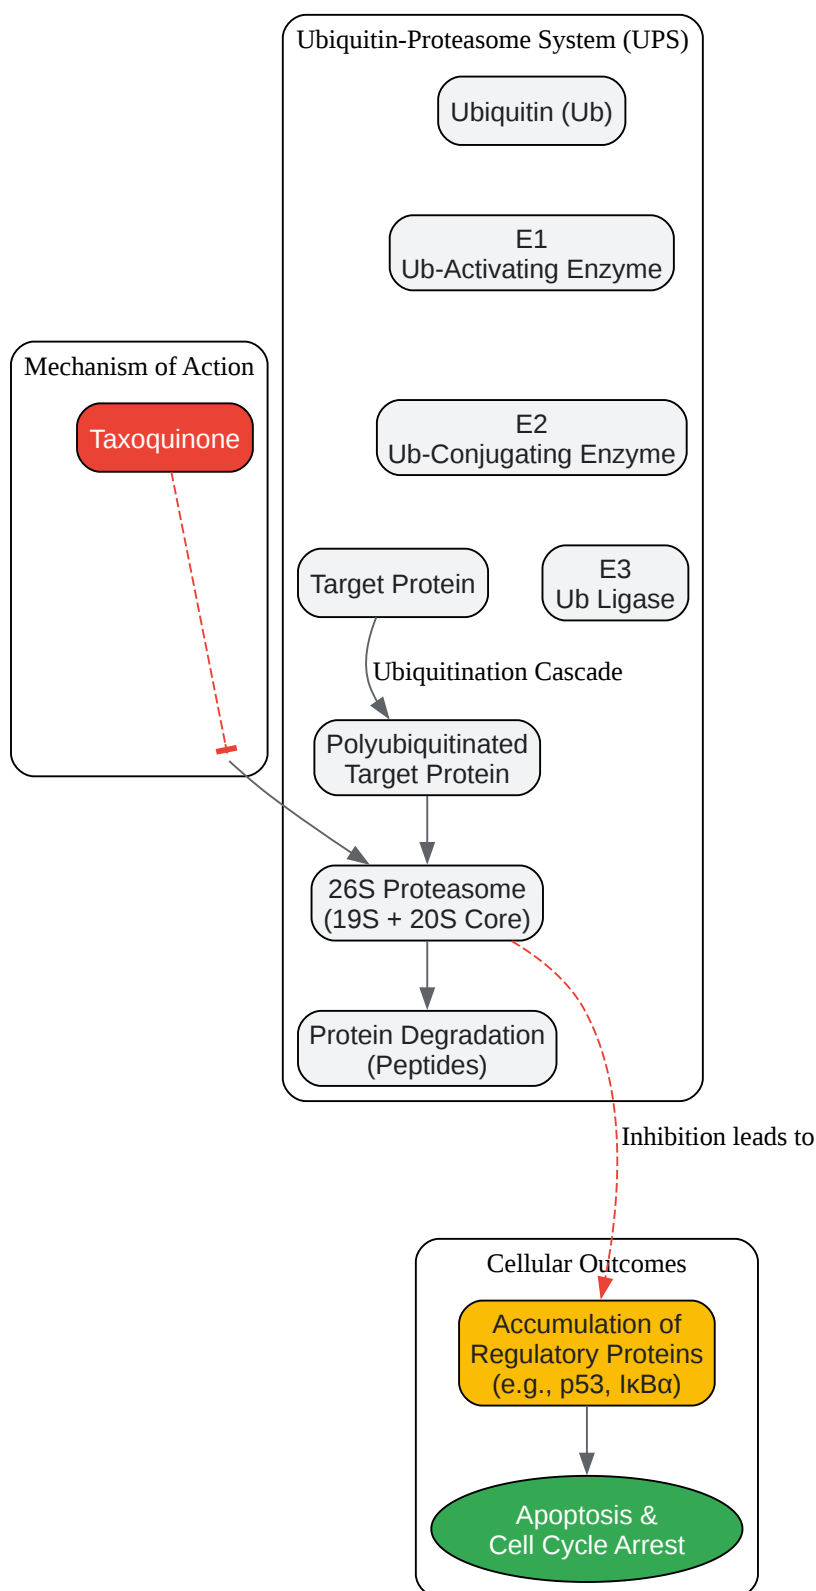 Ubiquitin-Proteasome System (UPS)
Ubiquitin (Ub)
E1
Ub-Activating Enzyme
Mechanism of Action
Taxoquinone
E2
Ub-Conjugating Enzyme
Target Protein
E3
Ub Ligase
Ubiquitination Cascade
Polyubiquitinated
Target Protein
26S Proteasome
(19S + 20S Core)
Protein Degradation
(Peptides)
Inhibition leads to
Cellular Outcomes
Accumulation of
Regulatory Proteins
(e.g., p53, IκBα)
Apoptosis &
Cell Cycle Arrest